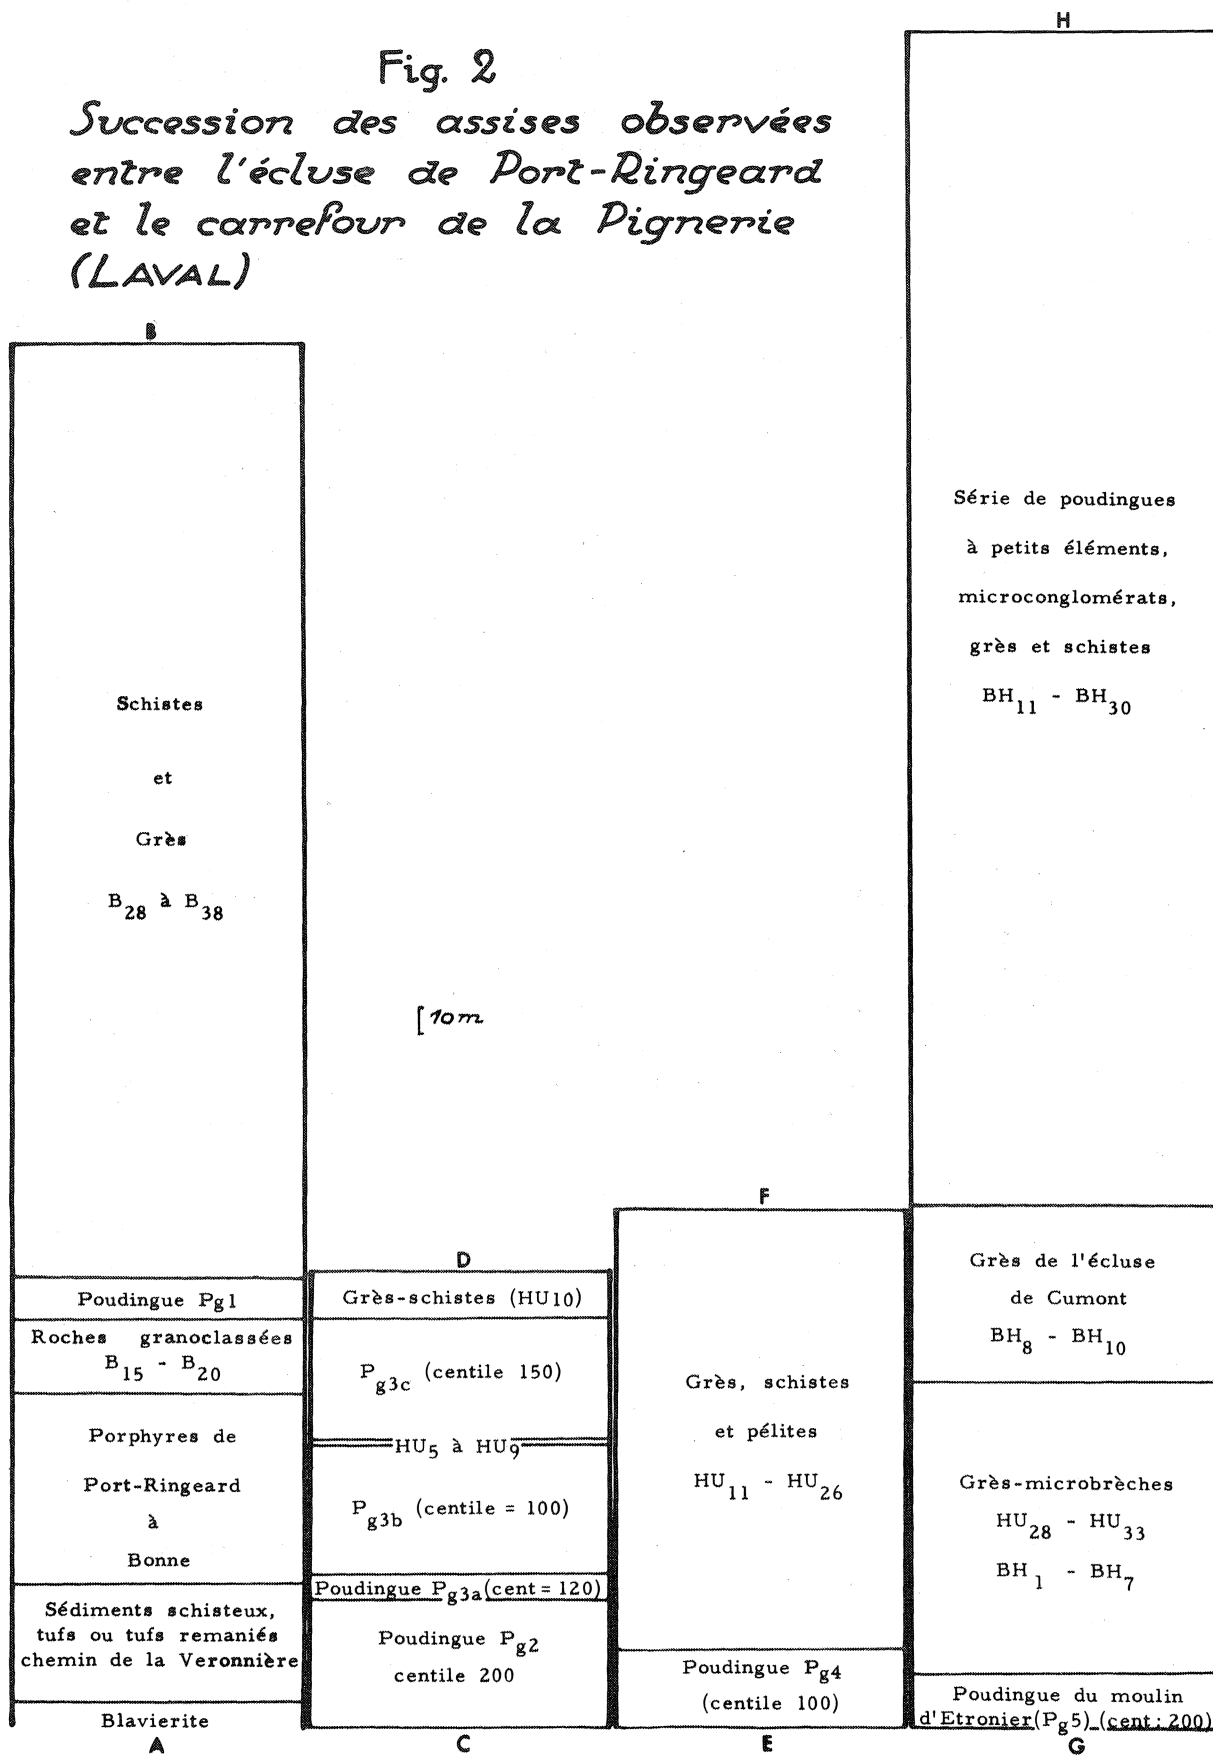 Fig. 2
Succession des assises observées
entre l'écluse de Port-Ringeard
et le carrefour de la Pignerie
(LAVAL)
B
Schistes
et
Grès
B28 à B38
Poudingue Pg1
Roches granoclassées
B15 - B20
Porphyres de
Port-Ringeard
à
Bonne
Sédiments schisteux,
tufs ou tufs remaniés
chemin de la Veronnière
Blavierite
A
[10m
D
Grès-schistes (HU10)
Pg3c (centile 150)
HU5 à HU9
Pg3b (centile = 100)
Poudingue Pg3a (cent = 120)
Poudingue Pg2
centile 200
C
F
Grès, schistes
et pélites
HU11 - HU26
Poudingue Pg4
(centile 100)
E
H
Série de poudingues
à petits éléments,
microconglomérats,
grès et schistes
BH11 - BH30
Grès de l'écluse
de Cumont
BH8 - BH10
Grès-microbrèches
HU28 - HU33
BH1 - BH7
Poudingue du moulin
d'Etronier(Pg5) (cent : 200)
G